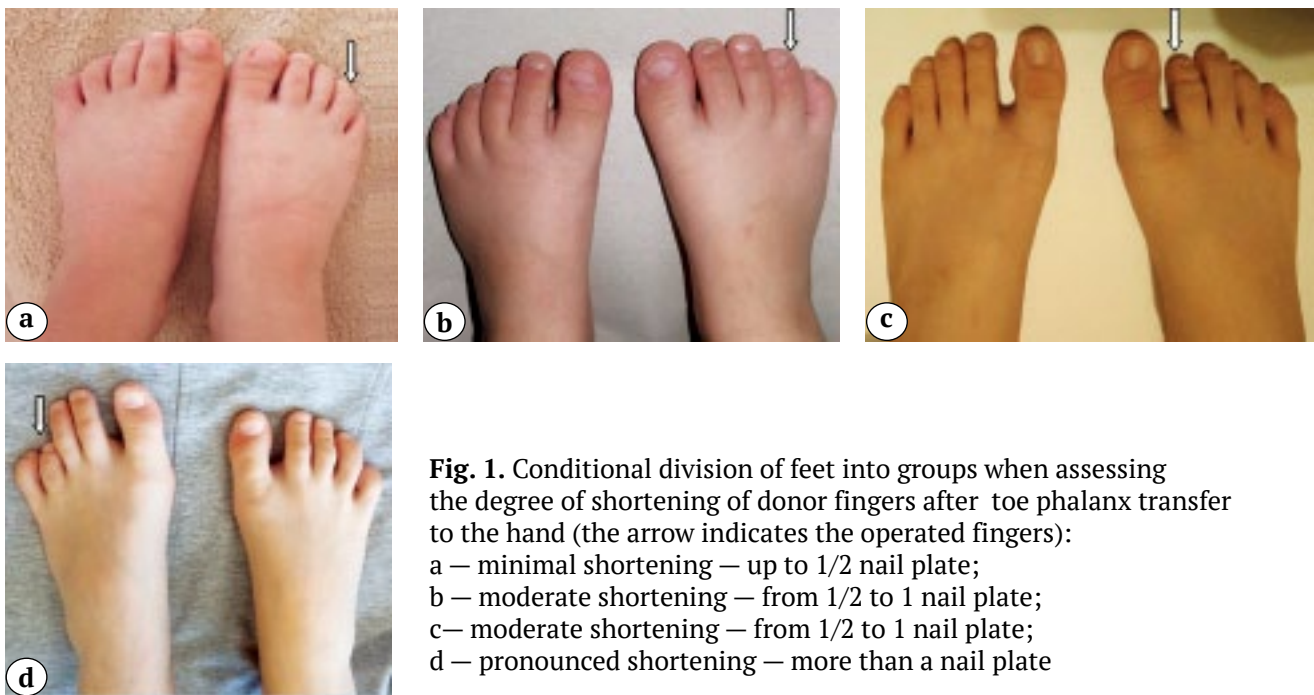 a
b
c
d
Fig. 1. Conditional division of feet into groups when assessing
the degree of shortening of donor fingers after toe phalanx transfer
to the hand (the arrow indicates the operated fingers):
a — minimal shortening — up to 1/2 nail plate;
b — moderate shortening — from 1/2 to 1 nail plate;
c— moderate shortening — from 1/2 to 1 nail plate;
d — pronounced shortening — more than a nail plate